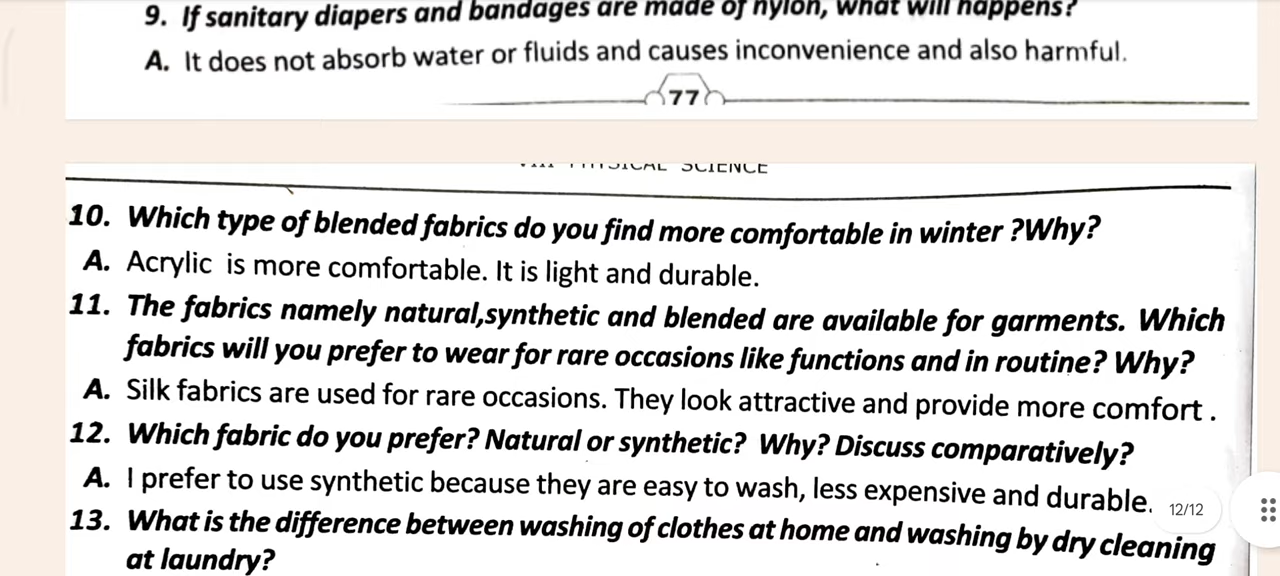 9. If sanitary diapers and bandages are made of nylon, what will happens?
A. It does not absorb water or fluids and causes inconvenience and also harmful.
77
VIII PHYSICAL SCIENCE
10. Which type of blended fabrics do you find more comfortable in winter ?Why?
A. Acrylic is more comfortable. It is light and durable.
11. The fabrics namely natural,synthetic and blended are available for garments. Which
fabrics will you prefer to wear for rare occasions like functions and in routine? Why?
A. Silk fabrics are used for rare occasions. They look attractive and provide more comfort .
12. Which fabric do you prefer? Natural or synthetic? Why? Discuss comparatively?
A. I prefer to use synthetic because they are easy to wash, less expensive and durable.
12/12
13. What is the difference between washing of clothes at home and washing by dry cleaning
at laundry?